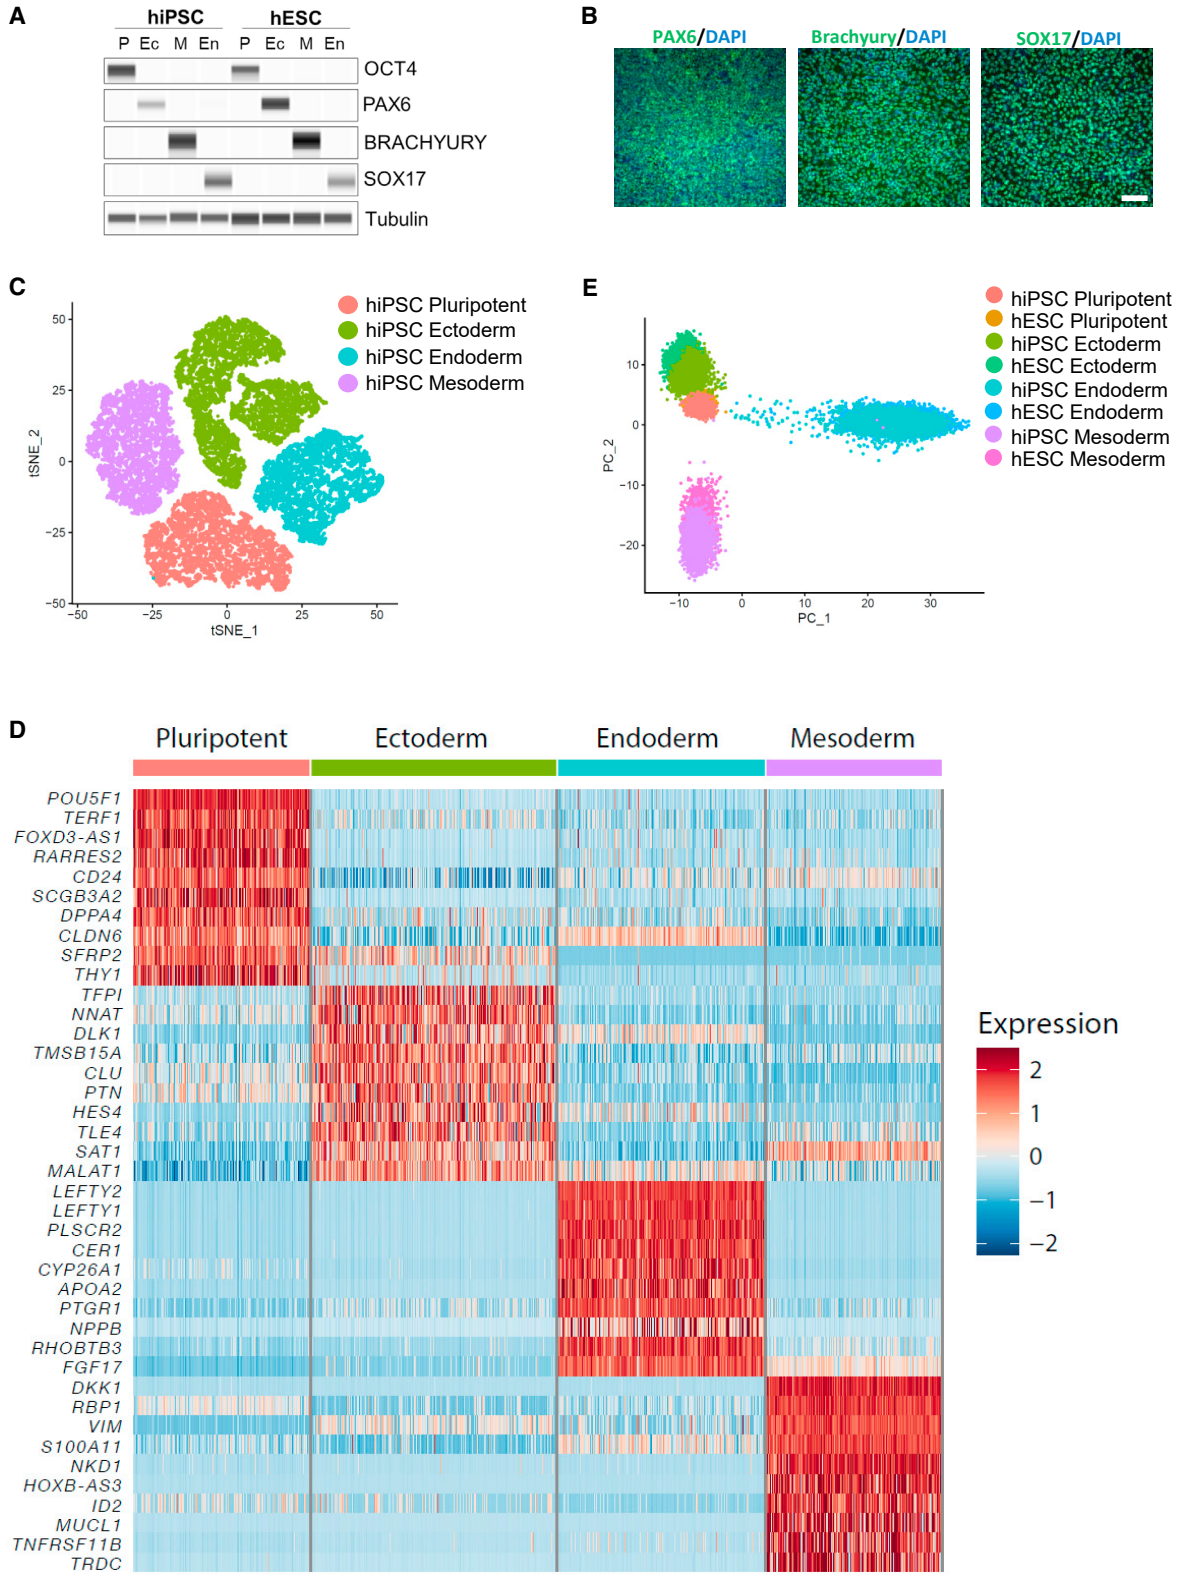 A
hiPSC hESC
P Ec M En P Ec M En
OCT4
PAX6
BRACHYURY
SOX17
Tubulin
B
PAX6/DAPI Brachyury/DAPI SOX17/DAPI
C
hiPSC Pluripotent
hiPSC Ectoderm
hiPSC Endoderm
hiPSC Mesoderm
50
25
0
−25
−50
tSNE_2
−50 −25 0 25 50
tSNE_1
E
hiPSC Pluripotent
hESC Pluripotent
hiPSC Ectoderm
hESC Ectoderm
hiPSC Endoderm
hESC Endoderm
hiPSC Mesoderm
hESC Mesoderm
10
0
−10
−20
PC_2
−10 0 10 20 30
PC_1
D
Pluripotent Ectoderm Endoderm Mesoderm
POU5F1
TERF1
FOXD3-AS1
RARRES2
CD24
SCGB3A2
DPPA4
CLDN6
SFRP2
THY1
TFPI
NNAT
DLK1
TMSB15A
CLU
PTN
HES4
TLE4
SAT1
MALAT1
LEFTY2
LEFTY1
PLSCR2
CER1
CYP26A1
APOA2
PTGR1
NPPB
RHOBTB3
FGF17
DKK1
RBP1
VIM
S100A11
NKD1
HOXB-AS3
ID2
MUCL1
TNFRSF11B
TRDC
Expression
2
1
0
−1
−2